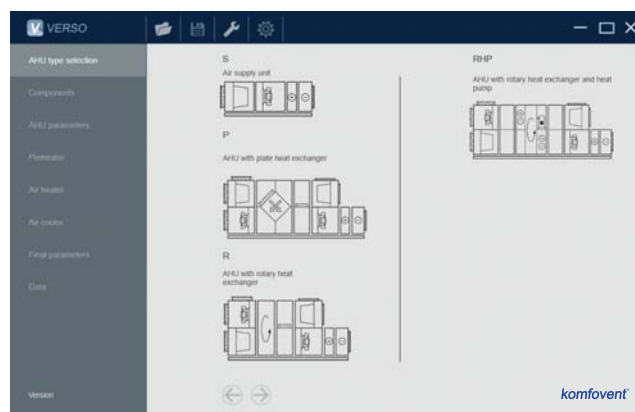 V VERSO
AHU type selection
Components
AHU parameters
Preheater
Air heater
Air cooler
Final parameters
Data
Version
S
Air supply unit
P
AHU with plate heat exchanger
R
AHU with rotary heat
exchanger
RHP
AHU with rotary heat exchanger and heat
pump
komfovent